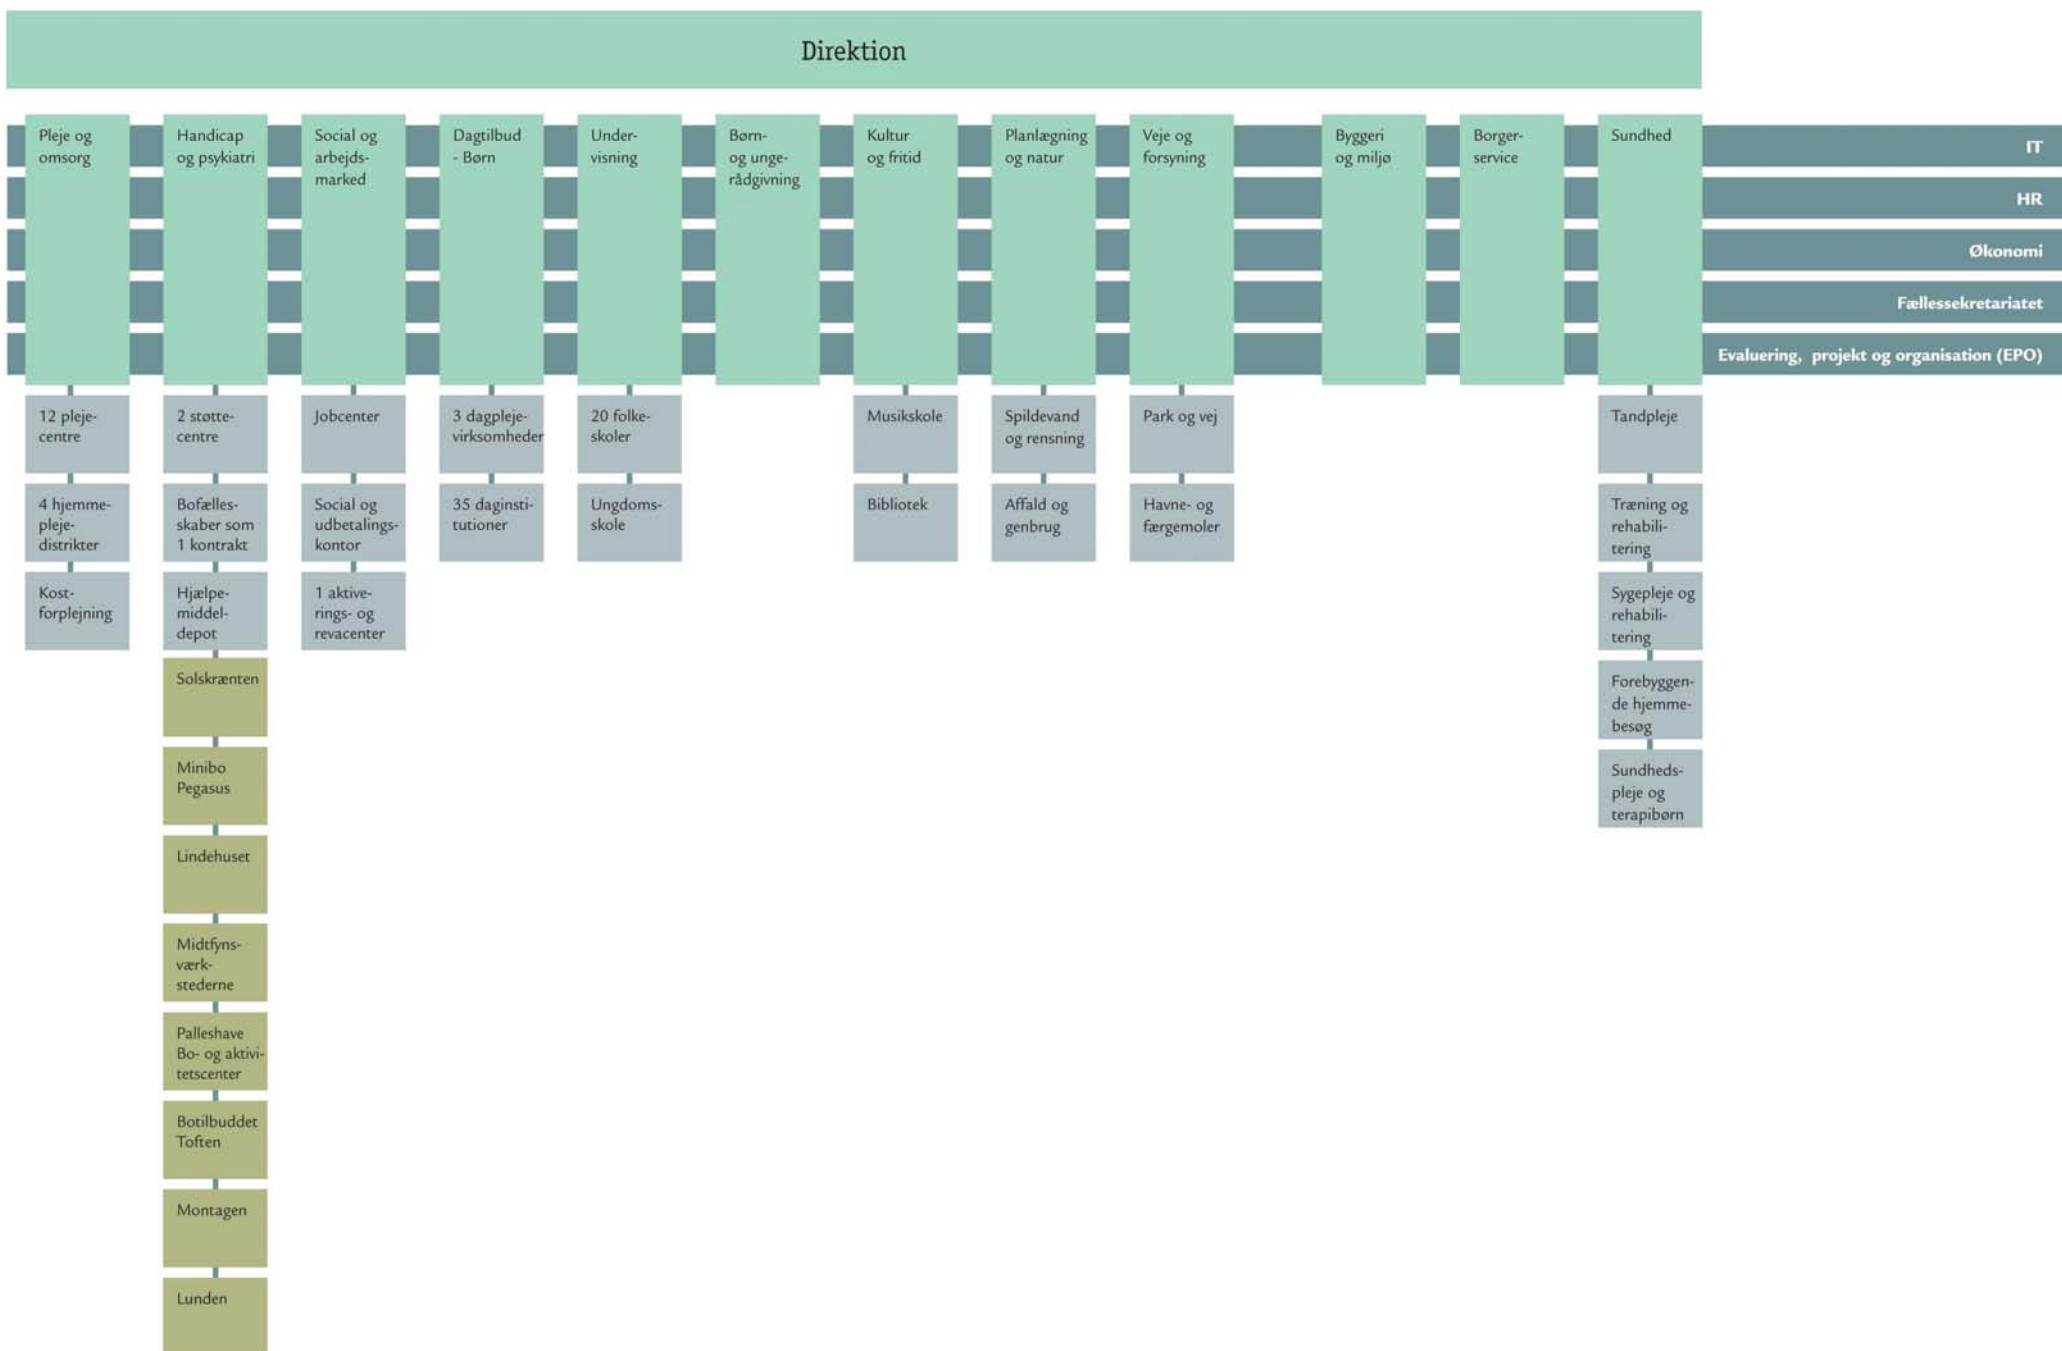 Direktion
Pleje og
omsorg
Handicap
og psykiatri
Social og
arbejds-
marked
Dagtilbud
- Børn
Under-
visning
Børn-
og unge-
rådgivning
Kultur
og fritid
Planlægning
og natur
Veje og
forsyning
Byggeri
og miljø
Borger-
service
Sundhed
IT
HR
Økonomi
Fællessekretariatet
Evaluering, projekt og organisation (EPO)
12 pleje-
centre
4 hjemme-
pleje-
distrikter
Kost-
forplejning
2 støtte-
centre
Bofælles-
skaber som
1 kontrakt
Hjælpe-
middel-
depot
Solskrænten
Minibo
Pegasus
Lindehuset
Midtfyns-
værk-
stederne
Palleshave
Bo- og aktivi-
tetscenter
Botilbuddet
Toften
Montagen
Lunden
Jobcenter
Social og
udbetalings-
kontor
1 aktive-
rings- og
revacenter
3 dagpleje-
virksomheder
35 daginsti-
tutioner
20 folke-
skoler
Ungdoms-
skole
Musikskole
Bibliotek
Spildevand
og rensning
Affald og
genbrug
Park og vej
Havne- og
færgemoler
Tandpleje
Træning og
rehabili-
tering
Sygepleje og
rehabili-
tering
Forebyggen-
de hjemme-
besøg
Sundheds-
pleje og
terapibørn